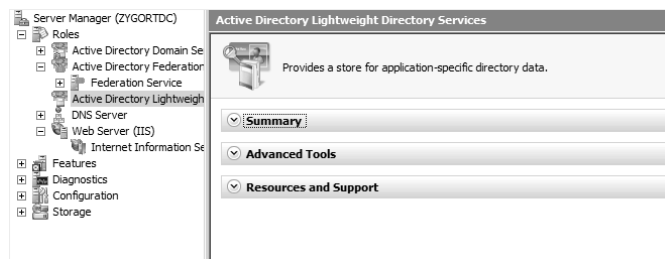 Server Manager (ZYGORTDC)
Roles
Active Directory Domain Se
Active Directory Federation
Federation Service
Active Directory Lightweigh
DNS Server
Web Server (IIS)
Internet Information Se
Features
Diagnostics
Configuration
Storage
Active Directory Lightweight Directory Services
Provides a store for application-specific directory data.
Summary
Advanced Tools
Resources and Support